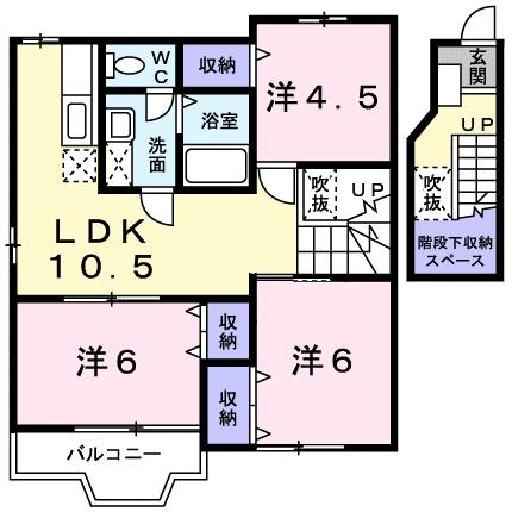 WC
収納
洋4.5
浴室
洗面
玄関
UP
吹抜
階段下収納
スペース
吹抜
UP
LDK
10.5
洋6
収納
洋6
収納
バルコニー